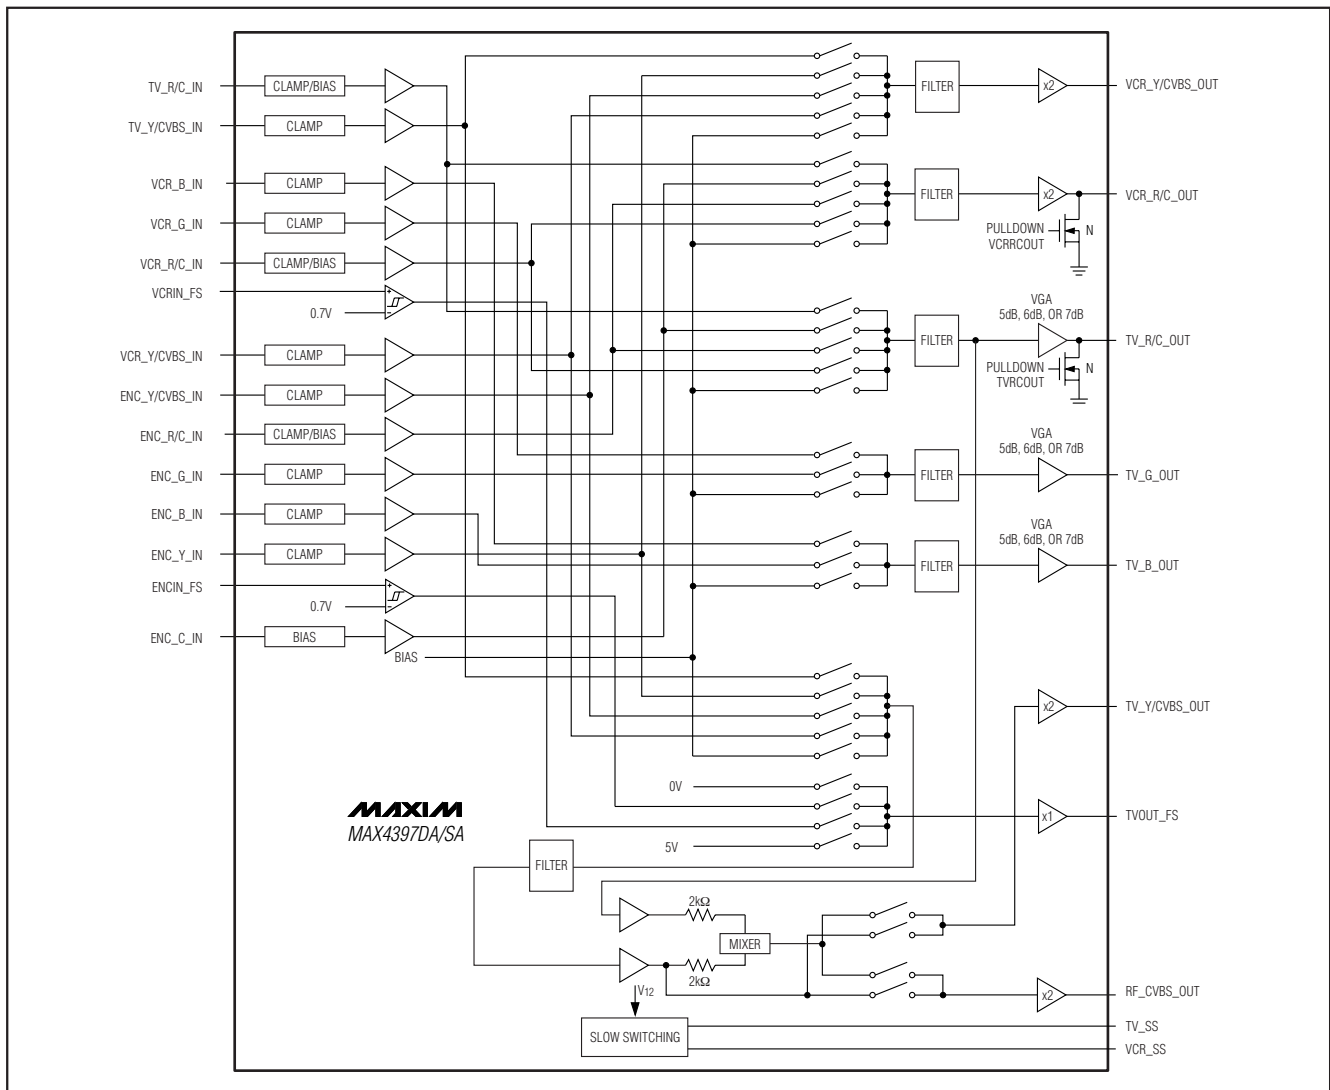 TV_R/C_IN
CLAMP/BIAS
TV_Y/CVBS_IN
CLAMP
VCR_B_IN
CLAMP
VCR_G_IN
CLAMP
VCR_R/C_IN
CLAMP/BIAS
VCRIN_FS
+
0.7V
–
VCR_Y/CVBS_IN
CLAMP
ENC_Y/CVBS_IN
CLAMP
ENC_R/C_IN
CLAMP/BIAS
ENC_G_IN
CLAMP
ENC_B_IN
CLAMP
ENC_Y_IN
CLAMP
ENCIN_FS
+
0.7V
–
ENC_C_IN
BIAS
BIAS
FILTER
x2
VCR_Y/CVBS_OUT
FILTER
x2
VCR_R/C_OUT
PULLDOWN
VCRRCOUT
N
VGA
5dB, 6dB, OR 7dB
FILTER
TV_R/C_OUT
PULLDOWN
TVRCOUT
N
VGA
5dB, 6dB, OR 7dB
FILTER
TV_G_OUT
VGA
5dB, 6dB, OR 7dB
FILTER
TV_B_OUT
x2
TV_Y/CVBS_OUT
0V
5V
x1
TVOUT_FS
MAXIM
MAX4397DA/SA
FILTER
2kΩ
MIXER
2kΩ
V12
SLOW SWITCHING
x2
RF_CVBS_OUT
TV_SS
VCR_SS